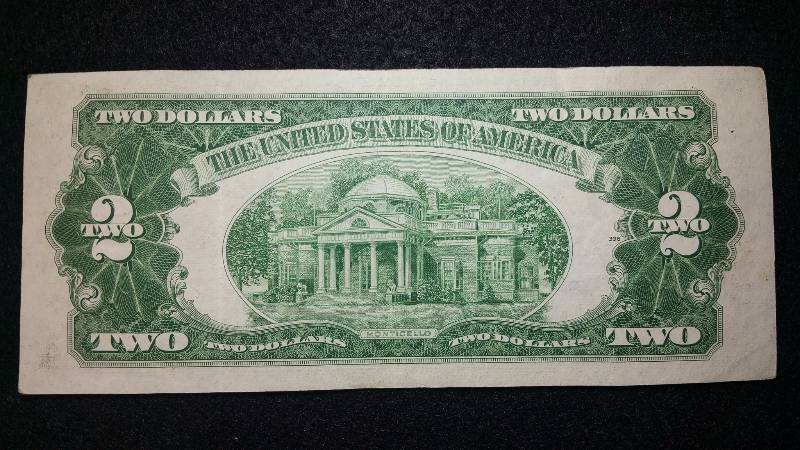 TWO DOLLARS TWO DOLLARS
THE UNITED STATES OF AMERICA
2 2
TWO TWO
MONTICELLO
TWO TWO DOLLARS TWO DOLLARS TWO